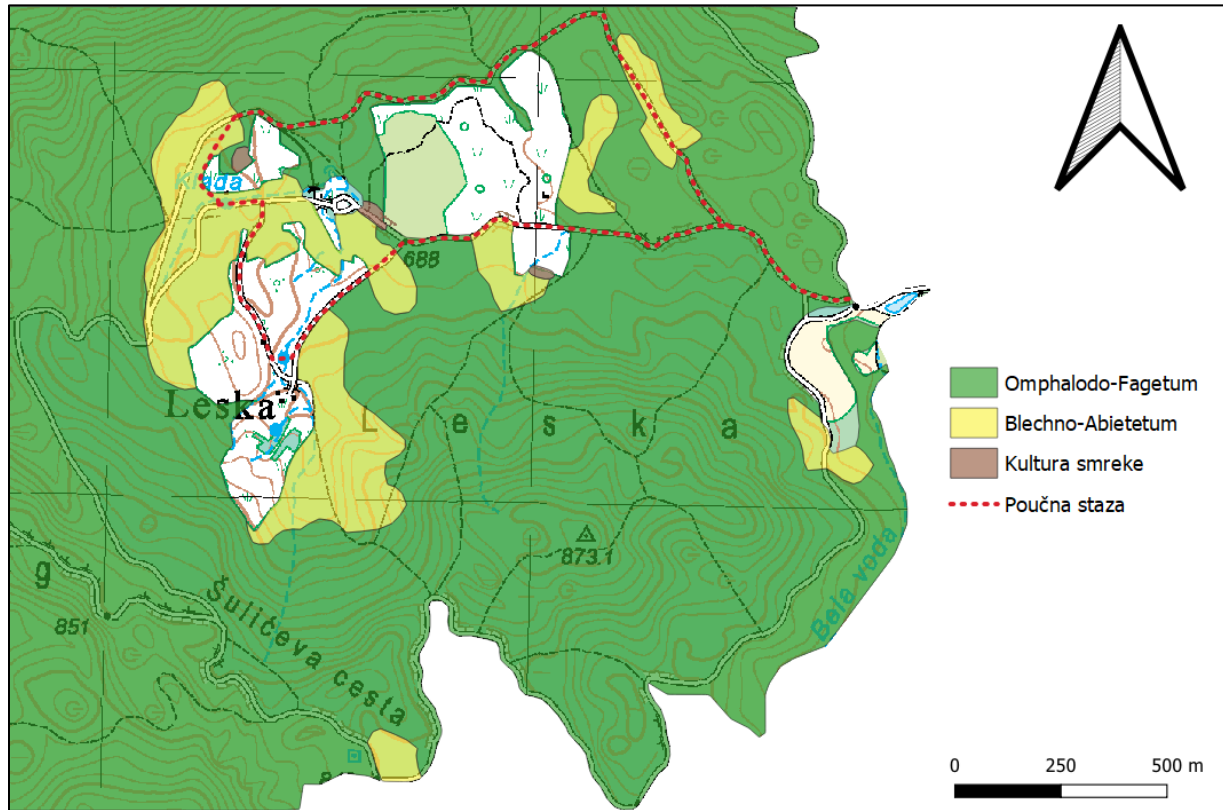 Klada
688
Leska
L e s k a
Omphalodo-Fagetum
Blechno-Abietetum
Kultura smreke
Poučna staza
873.1
Bela voda
g
851
Šulićeva cesta
0 250 500 m